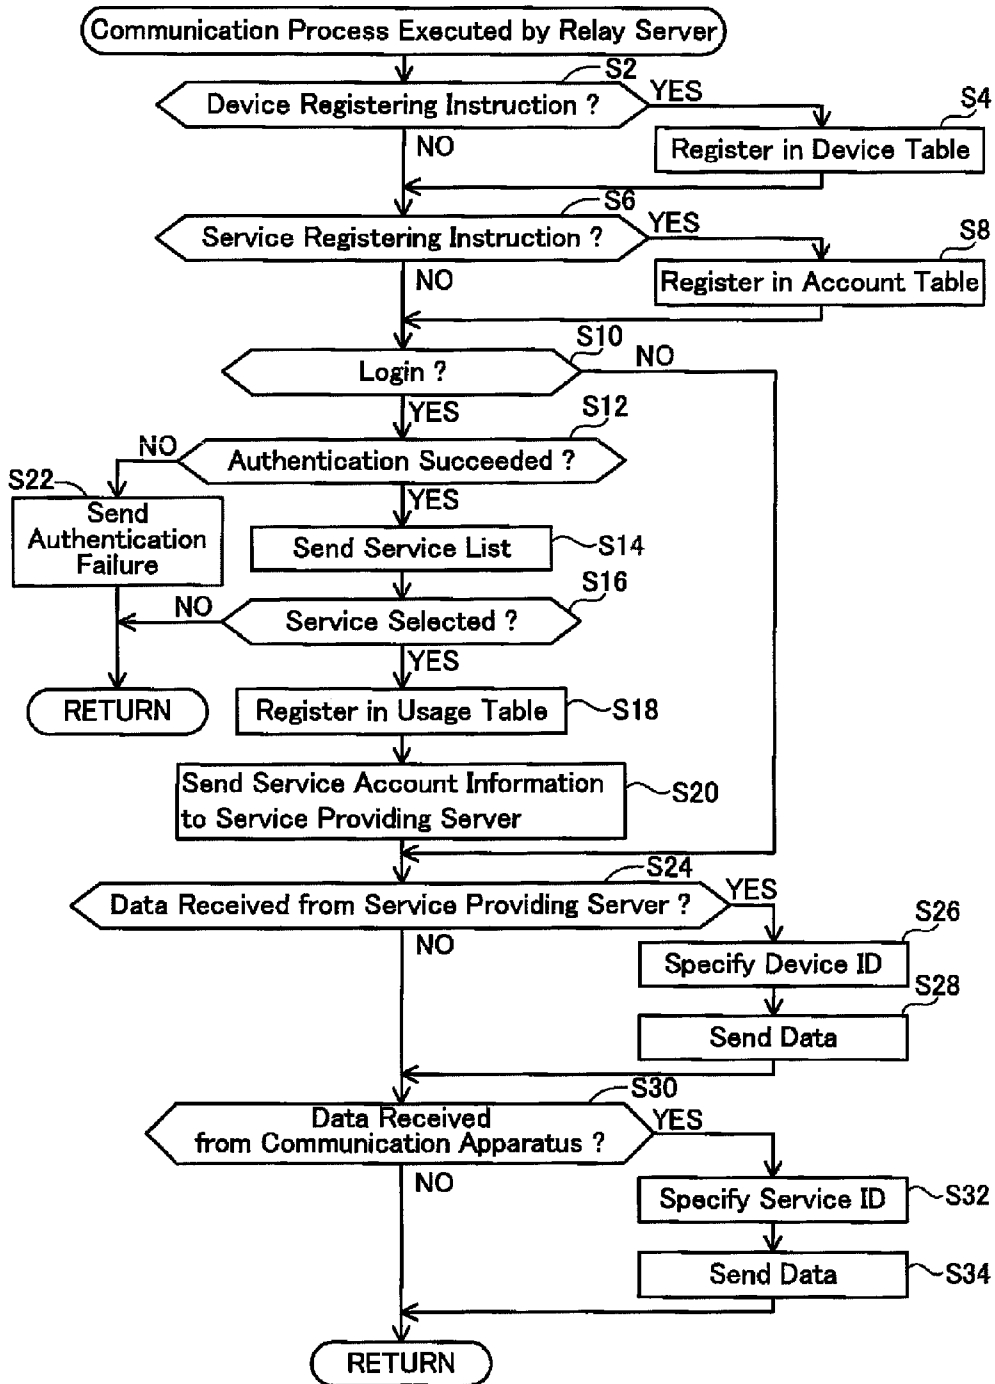 Communication Process Executed by Relay Server
S2
Device Registering Instruction ?
YES
S4
NO
Register in Device Table
S6
Service Registering Instruction ?
YES
S8
NO
Register in Account Table
S10
Login ?
NO
YES
S12
NO
Authentication Succeeded ?
S22
YES
Send
Authentication
Failure
Send Service List
S14
S16
NO
Service Selected ?
YES
RETURN
Register in Usage Table
S18
Send Service Account Information
to Service Providing Server
S20
S24
Data Received from Service Providing Server ?
YES
S26
NO
Specify Device ID
S28
Send Data
S30
Data Received
from Communication Apparatus ?
YES
NO
Specify Service ID
S32
Send Data
S34
RETURN